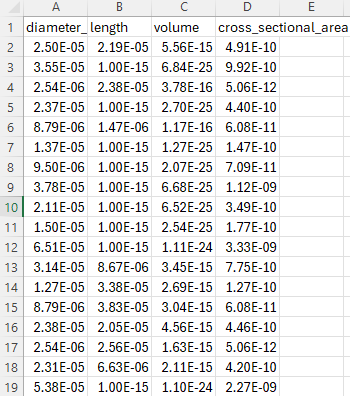 A B C D E
1 diameter_ length volume cross_sectional_area
2 2.50E-05 2.19E-05 5.56E-15 4.91E-10
3 3.55E-05 1.00E-15 6.84E-25 9.92E-10
4 2.54E-06 2.38E-05 3.78E-16 5.06E-12
5 2.37E-05 1.00E-15 2.70E-25 4.40E-10
6 8.79E-06 1.47E-06 1.17E-16 6.08E-11
7 1.37E-05 1.00E-15 1.27E-25 1.47E-10
8 9.50E-06 1.00E-15 2.07E-25 7.09E-11
9 3.78E-05 1.00E-15 6.68E-25 1.12E-09
10 2.11E-05 1.00E-15 6.52E-25 3.49E-10
11 1.50E-05 1.00E-15 2.54E-25 1.77E-10
12 6.51E-05 1.00E-15 1.11E-24 3.33E-09
13 3.14E-05 8.67E-06 3.45E-15 7.75E-10
14 1.27E-05 3.38E-05 2.69E-15 1.27E-10
15 8.79E-06 3.83E-05 3.04E-15 6.08E-11
16 2.38E-05 2.05E-05 4.56E-15 4.46E-10
17 2.54E-06 2.56E-05 1.63E-15 5.06E-12
18 2.31E-05 6.63E-06 2.11E-15 4.20E-10
19 5.38E-05 1.00E-15 1.10E-24 2.27E-09